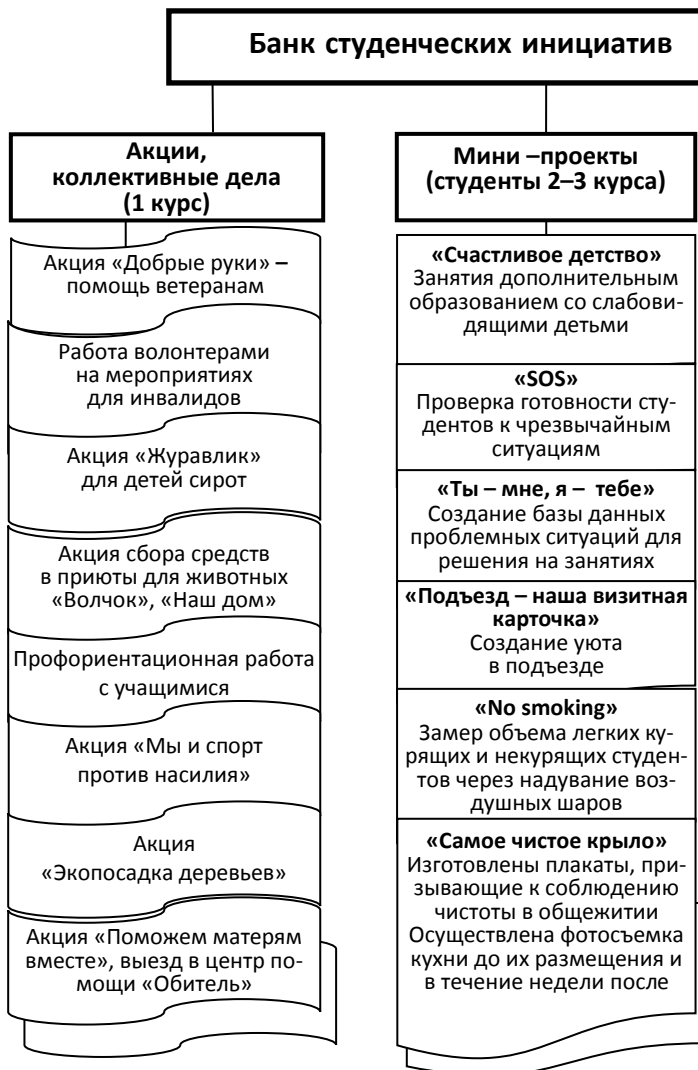 Банк студенческих инициатив
Акции,
коллективные дела
(1 курс)
Акция «Добрые руки» –
помощь ветеранам
Работа волонтерами
на мероприятиях
для инвалидов
Акция «Журавлик»
для детей сирот
Акция сбора средств
в приюты для животных
«Волчок», «Наш дом»
Профориентационная работа
с учащимися
Акция «Мы и спорт
против насилия»
Акция
«Экопосадка деревьев»
Акция «Поможем матерям
вместе», выезд в центр по-
мощи «Обитель»
Мини –проекты
(студенты 2–3 курса)
«Счастливое детство»
Занятия дополнительным
образованием со слабови-
дящими детьми
«SOS»
Проверка готовности сту-
дентов к чрезвычайным
ситуациям
«Ты – мне, я – тебе»
Создание базы данных
проблемных ситуаций для
решения на занятиях
«Подъезд – наша визитная
карточка»
Создание уюта
в подъезде
«No smoking»
Замер объема легких ку-
рящих и некурящих студен-
тов через надувание воз-
душных шаров
«Самое чистое крыло»
Изготовлены плакаты, при-
зывающие к соблюдению
чистоты в общежитии
Осуществлена фотосъемка
кухни до их размещения и
в течение недели после